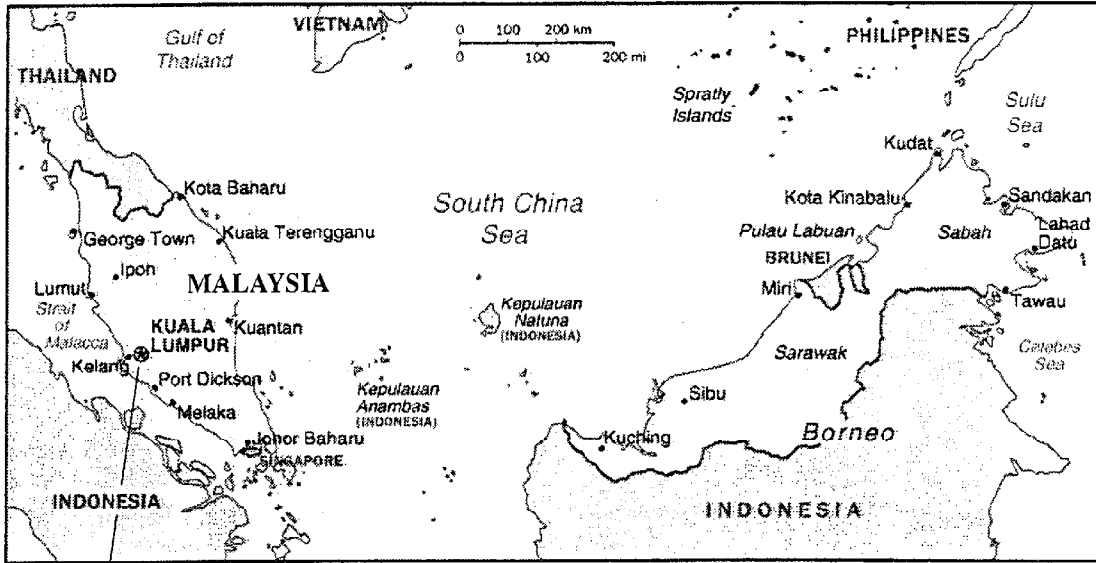 VIETNAM
Gulf of
Thailand
0 100 200 km
0 100 200 mi
PHILIPPINES
THAILAND
Spratly
Islands
Sulu
Sea
Kudat
Kota Baharu
Kota Kinabalu
Sandakan
South China
Sea
George Town
Kuala Terengganu
Pulau Labuan
Sabah
Lahad
Datu
BRUNEI
Ipoh
MALAYSIA
Lumut
Miri
Tawau
Strait
of
Malacca
KUALA
LUMPUR
Kuantan
Kepulauan
Natuna
(INDONESIA)
Sarawak
Celebes
Sea
Kelang
Port Dickson
Kepulauan
Anambas
(INDONESIA)
Sibu
Melaka
Johor Baharu
SINGAPORE
Kuching
Borneo
INDONESIA
INDONESIA